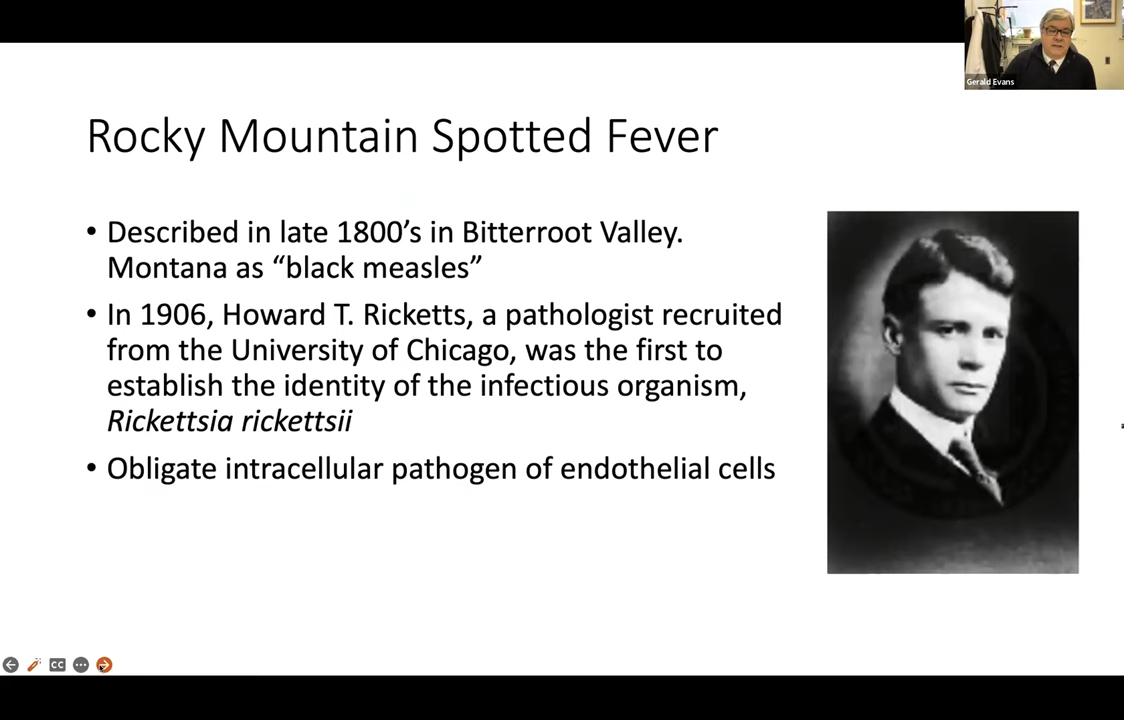 Gerald Evans
Rocky Mountain Spotted Fever
• Described in late 1800’s in Bitterroot Valley.
Montana as “black measles”
• In 1906, Howard T. Ricketts, a pathologist recruited
from the University of Chicago, was the first to
establish the identity of the infectious organism,
Rickettsia rickettsii
• Obligate intracellular pathogen of endothelial cells
CC